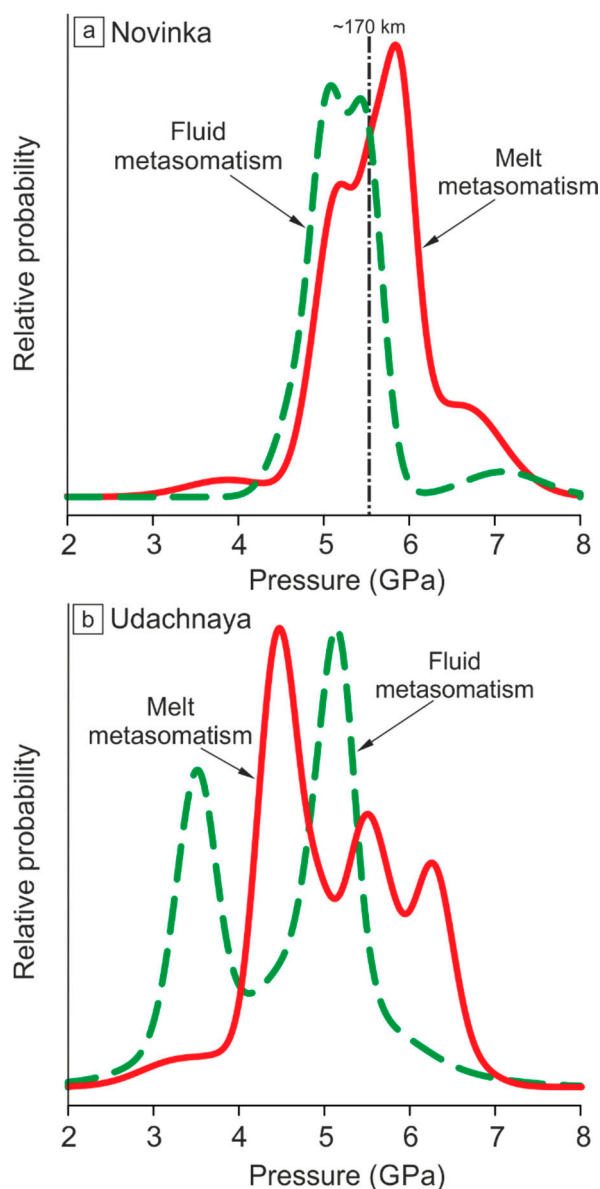 a Novinka
~170 km
Fluid
metasomatism
Melt
metasomatism
Relative probability
2 3 4 5 6 7 8
Pressure (GPa)
b Udachnaya
Fluid
metasomatism
Melt
metasomatism
Relative probability
2 3 4 5 6 7 8
Pressure (GPa)